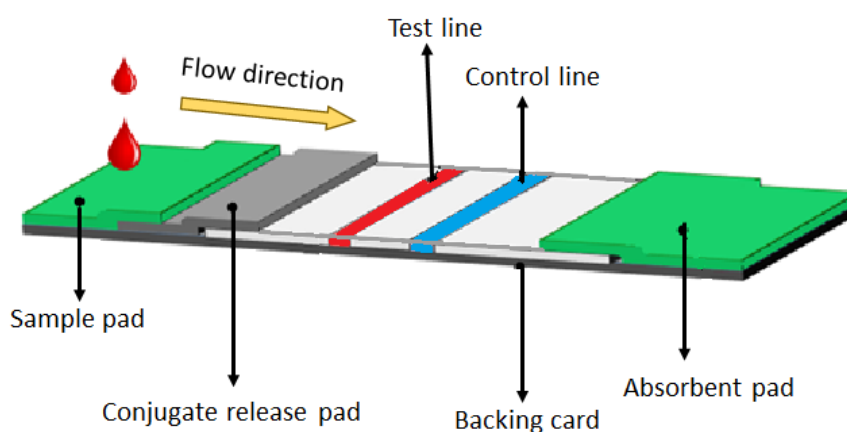 Test line
Flow direction
Control line
Sample pad
Conjugate release pad
Backing card
Absorbent pad